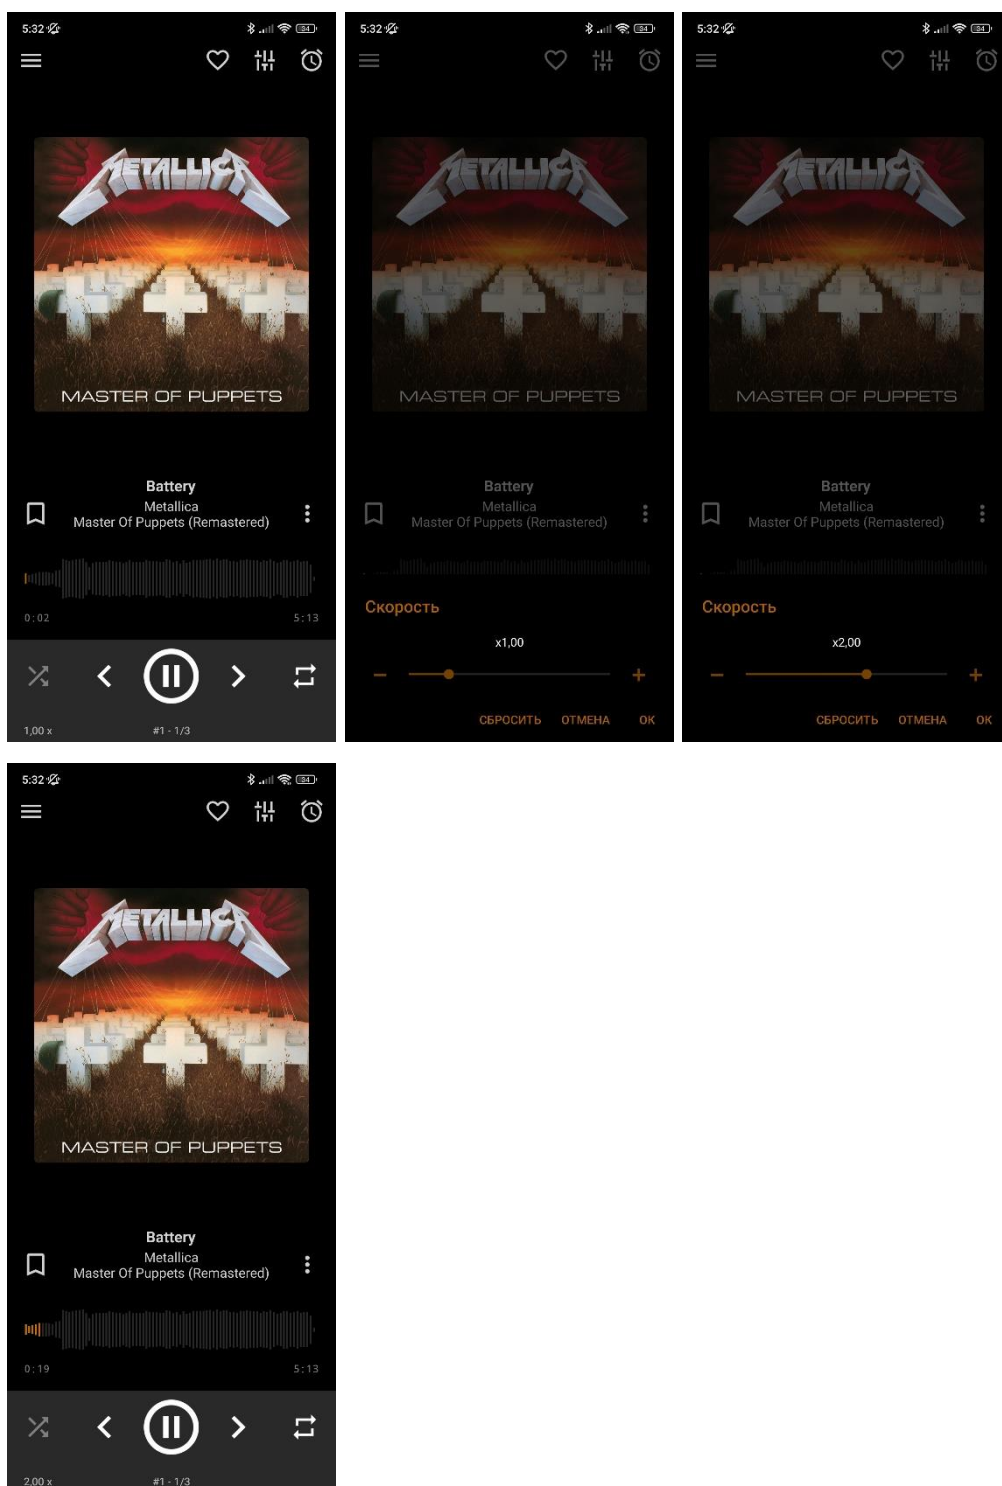 5:32
94
METALLICA
MASTER OF PUPPETS
Battery
Metallica
Master Of Puppets (Remastered)
0:02
5:13
1,00 x
#1 - 1/3
5:32
94
METALLICA
MASTER OF PUPPETS
Battery
Metallica
Master Of Puppets (Remastered)
Скорость
x1,00
СБРОСИТЬ ОТМЕНА ОК
5:32
94
METALLICA
MASTER OF PUPPETS
Battery
Metallica
Master Of Puppets (Remastered)
Скорость
x2,00
СБРОСИТЬ ОТМЕНА ОК
5:32
94
METALLICA
MASTER OF PUPPETS
Battery
Metallica
Master Of Puppets (Remastered)
0:19
5:13
2,00 x
#1 - 1/3